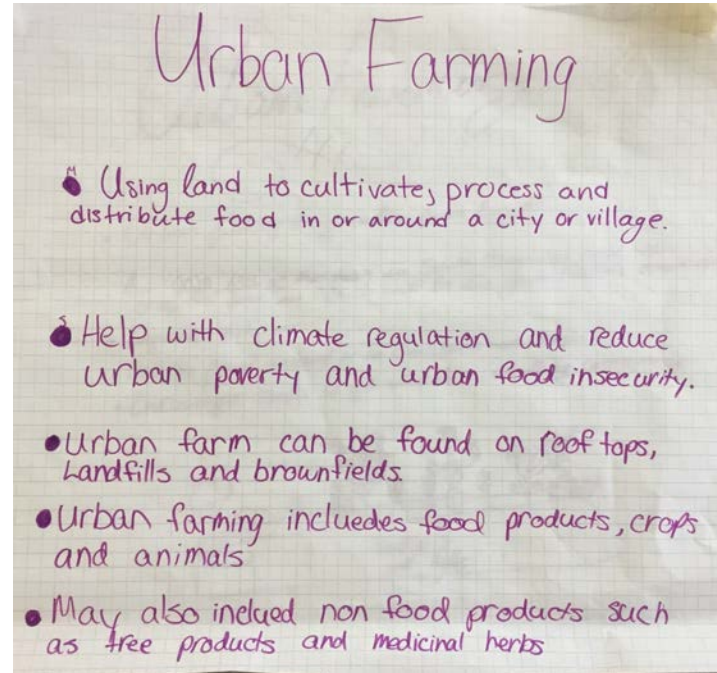 Urban Farming
Using land to cultivate, process and
distribute food in or around a city or village.
Help with climate regulation and reduce
urban poverty and urban food insecurity.
Urban farm can be found on roof tops,
Landfills and brownfields.
Urban farming incluedes food products, crops
and animals
May also inclued non food products such
as tree products and medicinal herbs